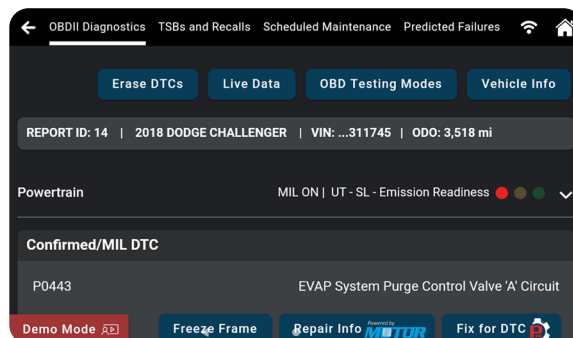 OBDII Diagnostics TSBs and Recalls Scheduled Maintenance Predicted Failures
Erase DTCs Live Data OBD Testing Modes Vehicle Info
REPORT ID: 14 | 2018 DODGE CHALLENGER | VIN: ...311745 | ODO: 3,518 mi
Powertrain MIL ON | UT - SL - Emission Readiness
Confirmed/MIL DTC
P0443 EVAP System Purge Control Valve 'A' Circuit
Demo Mode Freeze Frame Repair Info Powered by MOTOR Fix for DTC